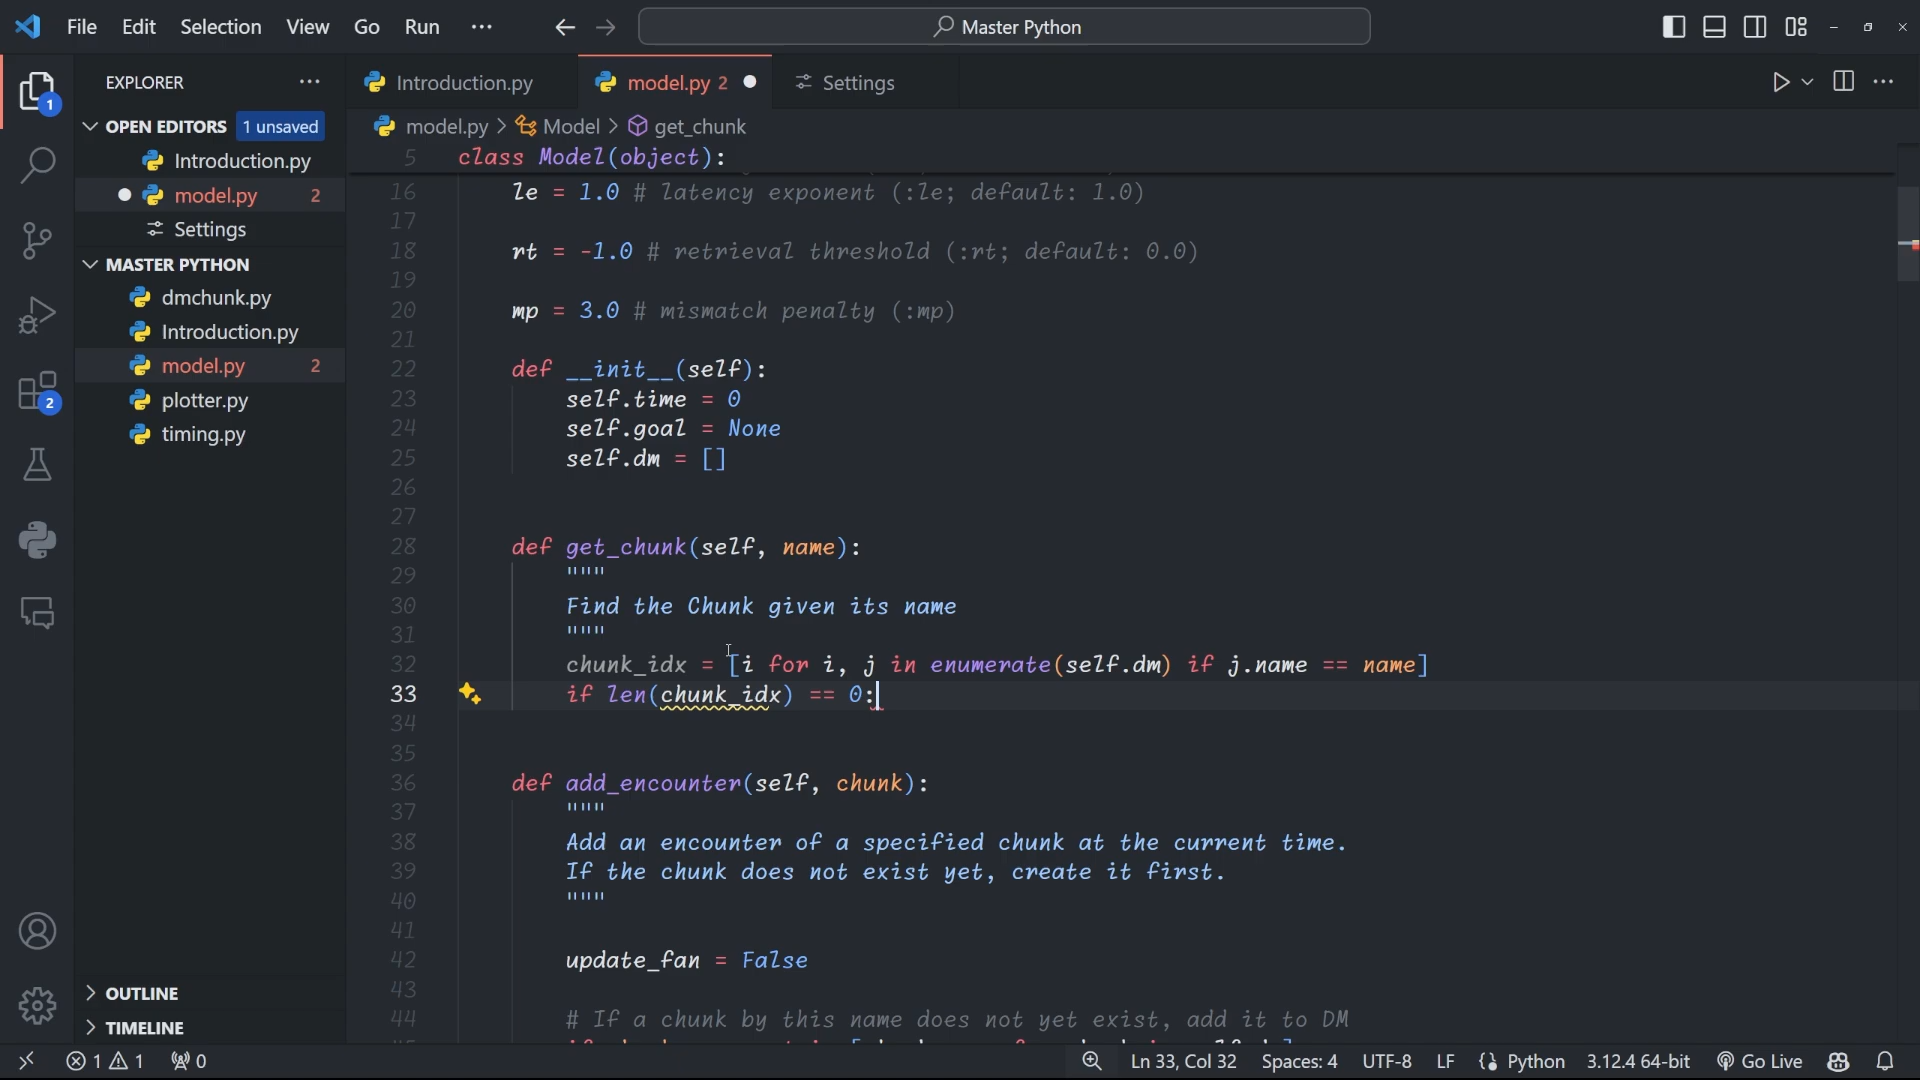 File Edit Selection View Go Run ··· Master Python
EXPLORER ···
OPEN EDITORS 1 unsaved
Introduction.py
model.py 2
Settings
MASTER PYTHON
dmchunk.py
Introduction.py
model.py 2
plotter.py
timing.py
OUTLINE
TIMELINE
1
2
Introduction.py model.py 2 Settings
model.py > Model > get_chunk
5 class Model(object):
16 le = 1.0 # latency exponent (:le; default: 1.0)
17
18 rt = -1.0 # retrieval threshold (:rt; default: 0.0)
19
20 mp = 3.0 # mismatch penalty (:mp)
21
22 def __init__(self):
23 self.time = 0
24 self.goal = None
25 self.dm = []
26
27
28 def get_chunk(self, name):
29 """
30 Find the Chunk given its name
31 """
32 chunk_idx = [i for i, j in enumerate(self.dm) if j.name == name]
33 if len(chunk_idx) == 0:
34
35
36 def add_encounter(self, chunk):
37 """
38 Add an encounter of a specified chunk at the current time.
39 If the chunk does not exist yet, create it first.
40 """
41
42 update_fan = False
43
44 # If a chunk by this name does not yet exist, add it to DM
1 1 0 Ln 33, Col 32 Spaces: 4 UTF-8 LF Python 3.12.4 64-bit Go Live